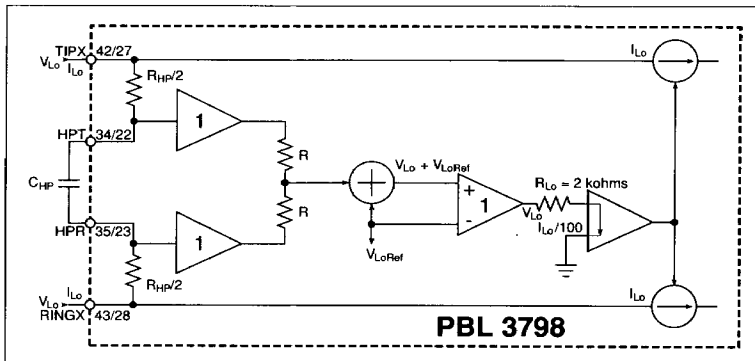 TIPX 42/27
V_Lo I_Lo
R_HP/2
HPT 34/22
1
R
C_HP
R
V_Lo + V_LoRef
+
-
1
R_Lo = 2 kohms
V_Lo
I_Lo/100
V_LoRef
HPR 35/23
1
R_HP/2
I_Lo
V_Lo
RINGX 43/28
I_Lo
I_Lo
PBL 3798